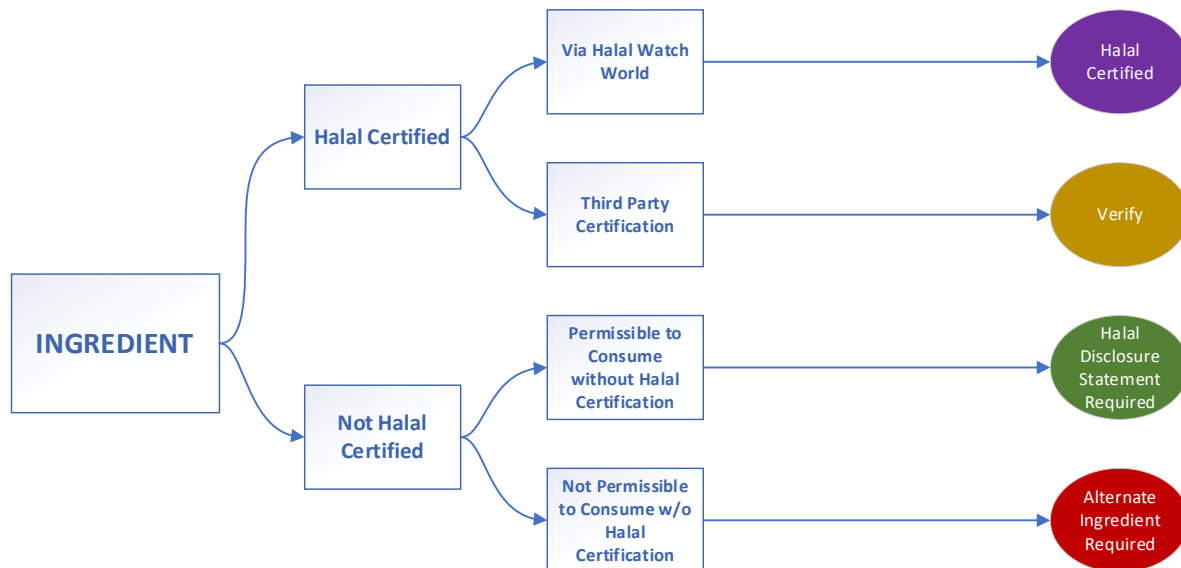 INGREDIENT
Halal Certified
Not Halal
Certified
Via Halal Watch
World
Third Party
Certification
Permissible to
Consume
without Halal
Certification
Not Permissible
to Consume w/o
Halal
Certification
Halal
Certified
Verify
Halal
Disclosure
Statement
Required
Alternate
Ingredient
Required